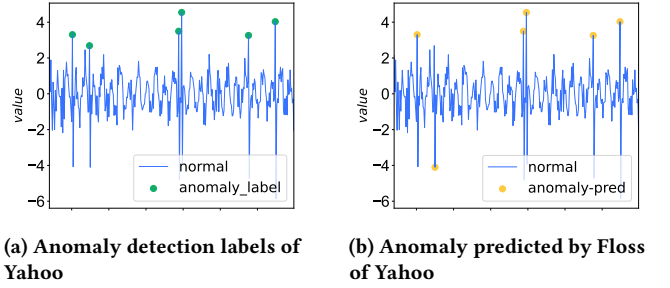 4
2
0
−2
−4
−6
value
normal
anomaly_label
(a) Anomaly detection labels of
Yahoo
4
2
0
−2
−4
−6
value
normal
anomaly-pred
(b) Anomaly predicted by Floss
of Yahoo